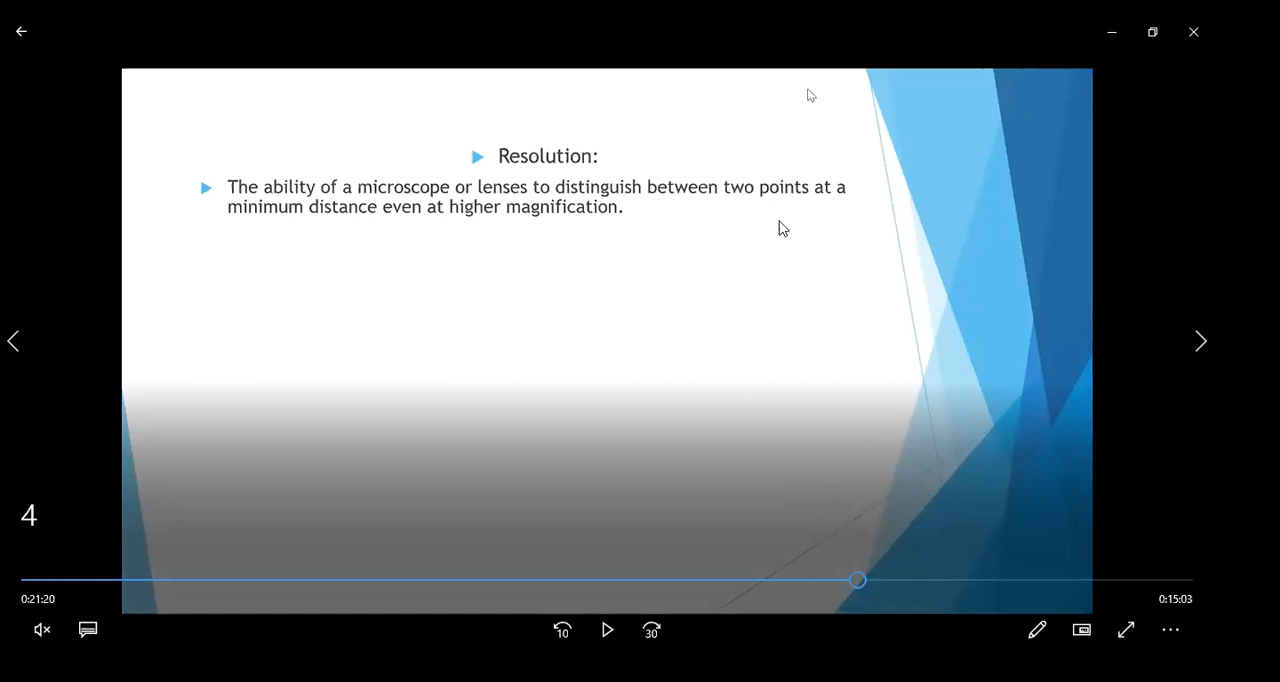 Resolution:
The ability of a microscope or lenses to distinguish between two points at a
minimum distance even at higher magnification.
4
0:21:20
0:15:03
10
30